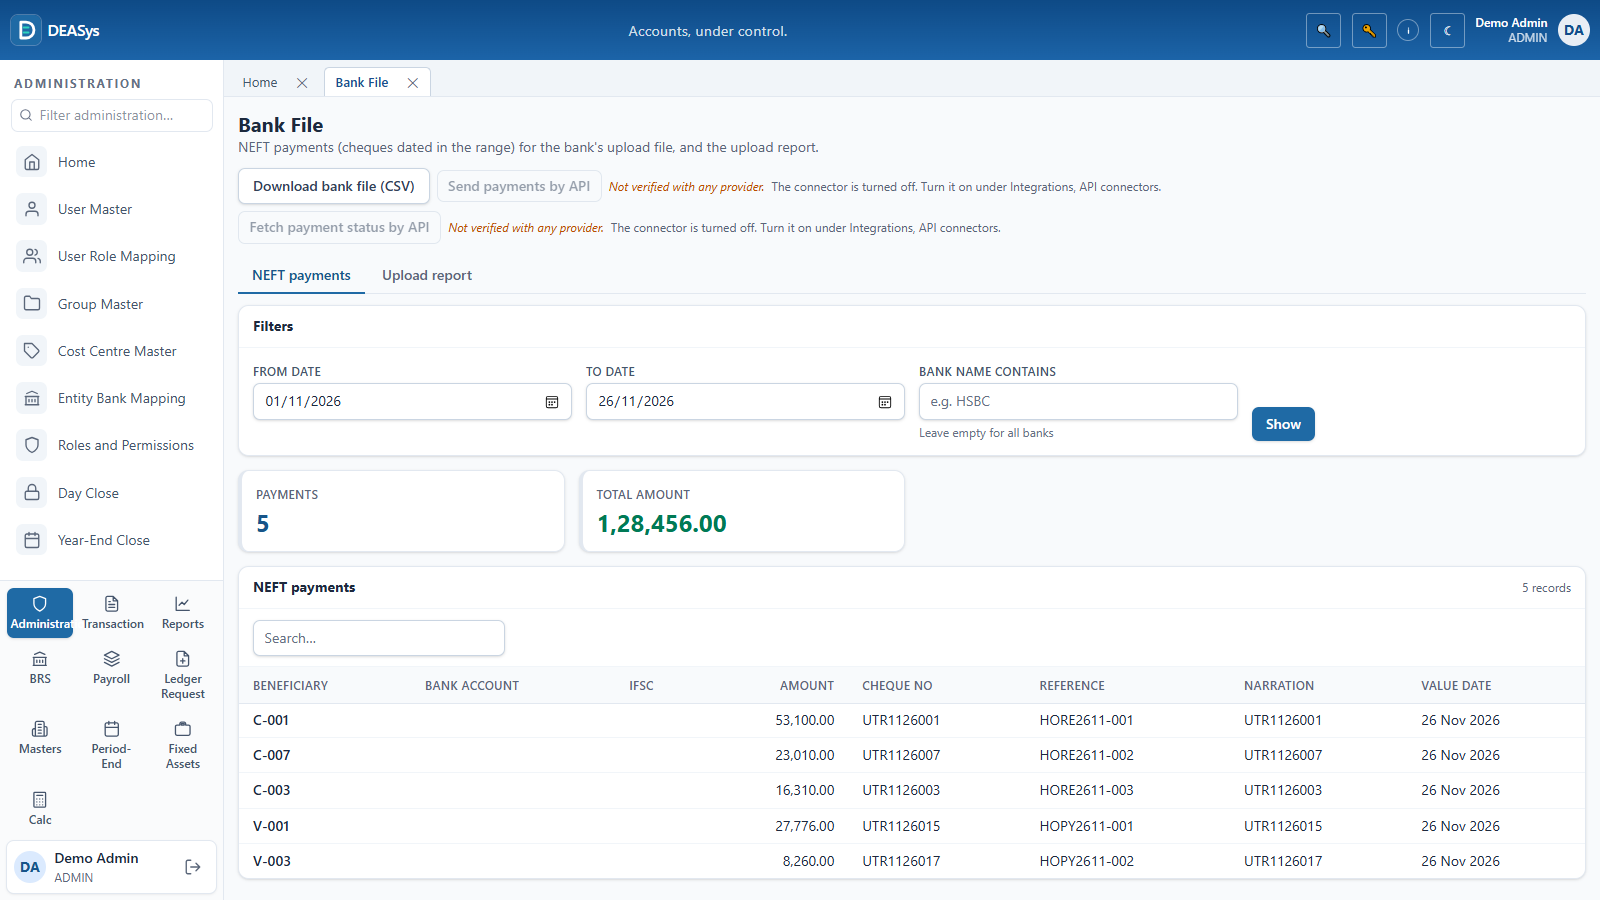 DEASys
Accounts, under control.
Demo Admin
ADMIN
DA
ADMINISTRATION
Filter administration...
Home
User Master
User Role Mapping
Group Master
Cost Centre Master
Entity Bank Mapping
Roles and Permissions
Day Close
Year-End Close
Administrat
Transaction
Reports
BRS
Payroll
Ledger
Request
Masters
Period-
End
Fixed
Assets
Calc
DA
Demo Admin
ADMIN
Home
Bank File
Bank File
NEFT payments (cheques dated in the range) for the bank's upload file, and the upload report.
Download bank file (CSV) Send payments by API Not verified with any provider. The connector is turned off. Turn it on under Integrations, API connectors.
Fetch payment status by API Not verified with any provider. The connector is turned off. Turn it on under Integrations, API connectors.
NEFT payments Upload report
Filters
FROM DATE TO DATE BANK NAME CONTAINS
01/11/2026 26/11/2026 e.g. HSBC
Show
Leave empty for all banks
PAYMENTS
5
TOTAL AMOUNT
1,28,456.00
NEFT payments 5 records
Search...
BENEFICIARY BANK ACCOUNT IFSC AMOUNT CHEQUE NO REFERENCE NARRATION VALUE DATE
C-001 53,100.00 UTR1126001 HORE2611-001 UTR1126001 26 Nov 2026
C-007 23,010.00 UTR1126007 HORE2611-002 UTR1126007 26 Nov 2026
C-003 16,310.00 UTR1126003 HORE2611-003 UTR1126003 26 Nov 2026
V-001 27,776.00 UTR1126015 HOPY2611-001 UTR1126015 26 Nov 2026
V-003 8,260.00 UTR1126017 HOPY2611-002 UTR1126017 26 Nov 2026